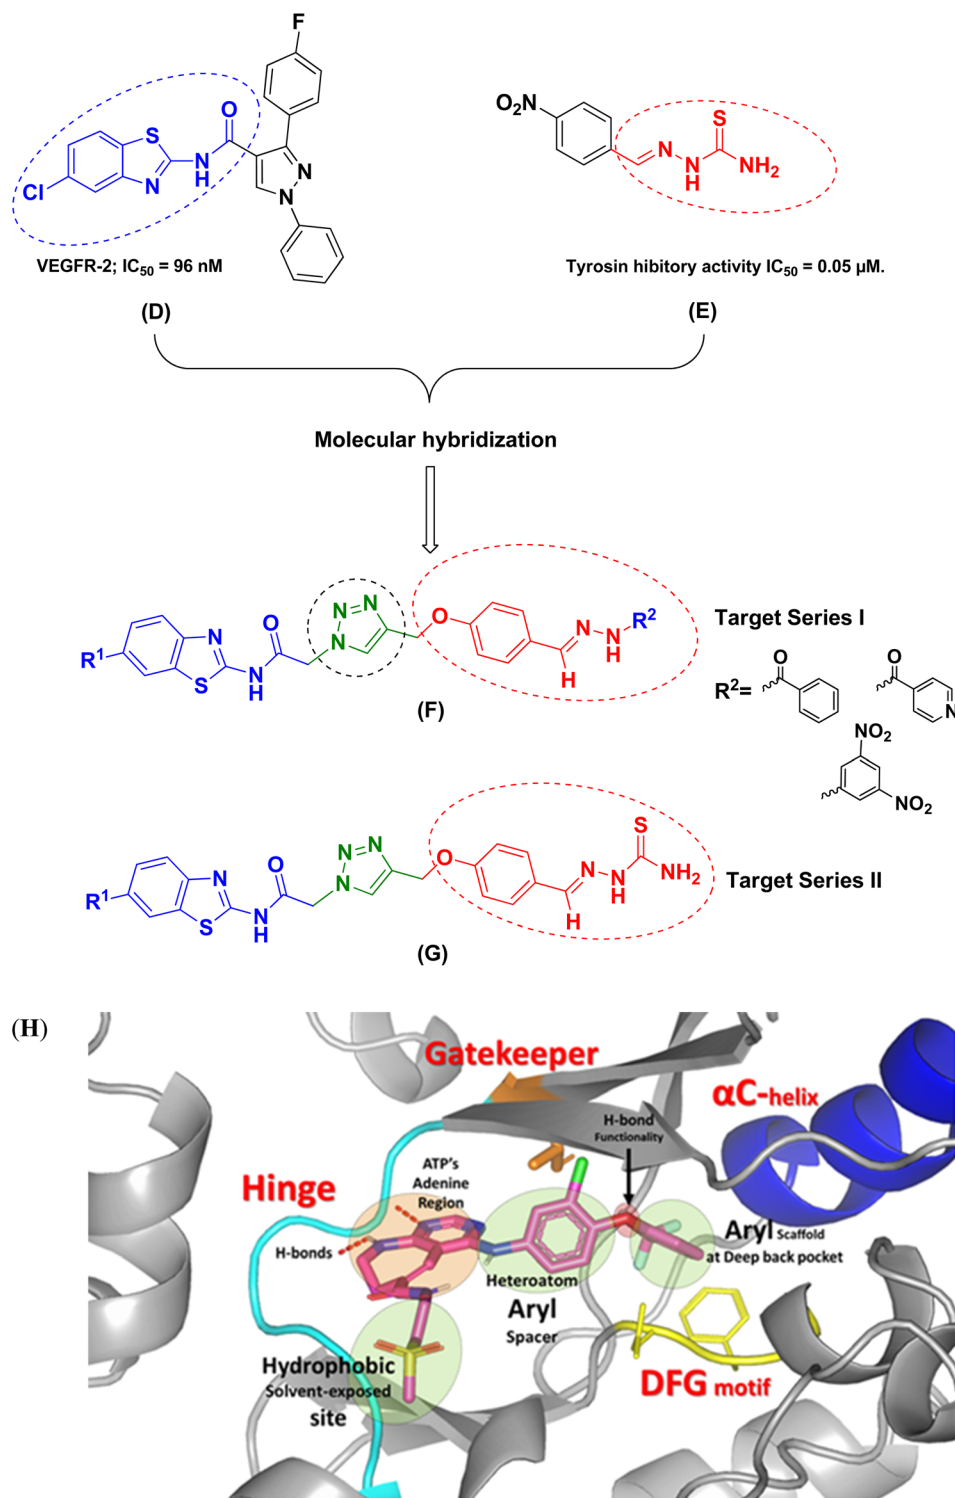 F
O
S
N
N
H
N
N
Cl
VEGFR-2; IC50 = 96 nM
(D)
O2N
S
N
N
H
NH2
Tyrosin hibitory activity IC50 = 0.05 µM.
(E)
Molecular hybridization
R1
N
S
N
H
O
N=N
N
O
N
N
H
H
R2
Target Series I
(F)
R2=
O
O
N
NO2
NO2
R1
N
S
N
H
O
N=N
N
O
N
N
H
H
S
NH2
Target Series II
(G)
(H)
Gatekeeper
αC-helix
H-bond
Functionality
Hinge
ATP's
Adenine
Region
H-bonds
Heteroatom
Aryl
Spacer
Aryl Scaffold
at Deep back pocket
Hydrophobic
Solvent-exposed
site
DFG motif